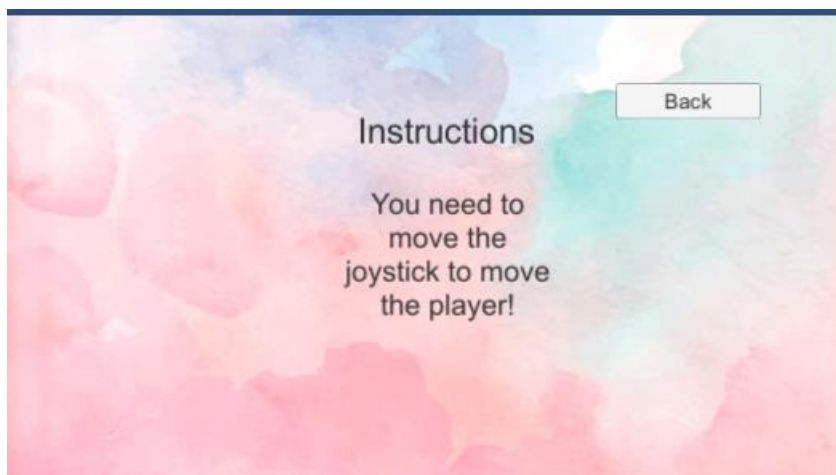 Back
Instructions
You need to
move the
joystick to move
the player!